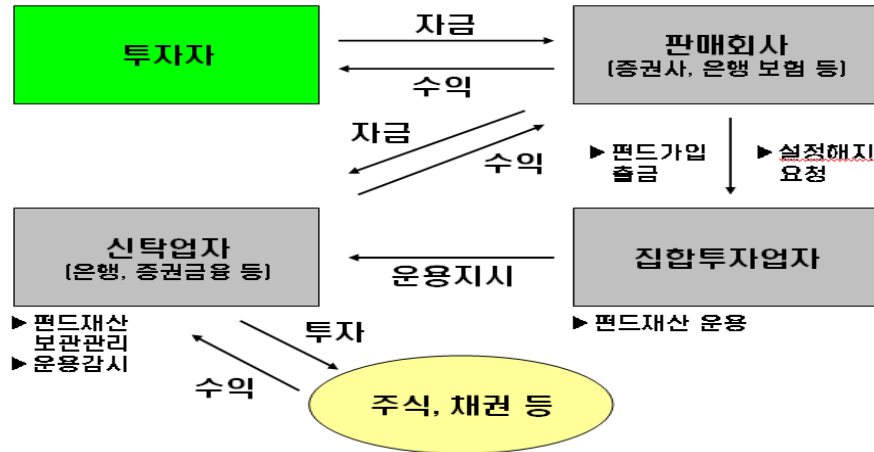 투자자
자금
수익
판매회사
(증권사, 은행 보험 등)
자금
수익
▶ 펀드가입
출금
▶ 설정해지
요청
신탁업자
(은행, 증권금융 등)
운용지시
집합투자업자
▶ 펀드재산
보관관리
▶ 운용감시
▶ 펀드재산 운용
투자
수익
주식, 채권 등